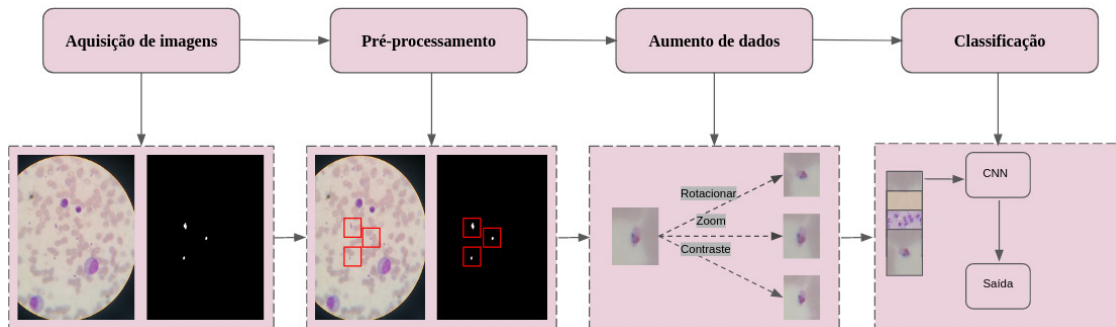 Aquisição de imagens
Pré-processamento
Aumento de dados
Classificação
Rotacionar
Zoom
Contraste
CNN
Saída